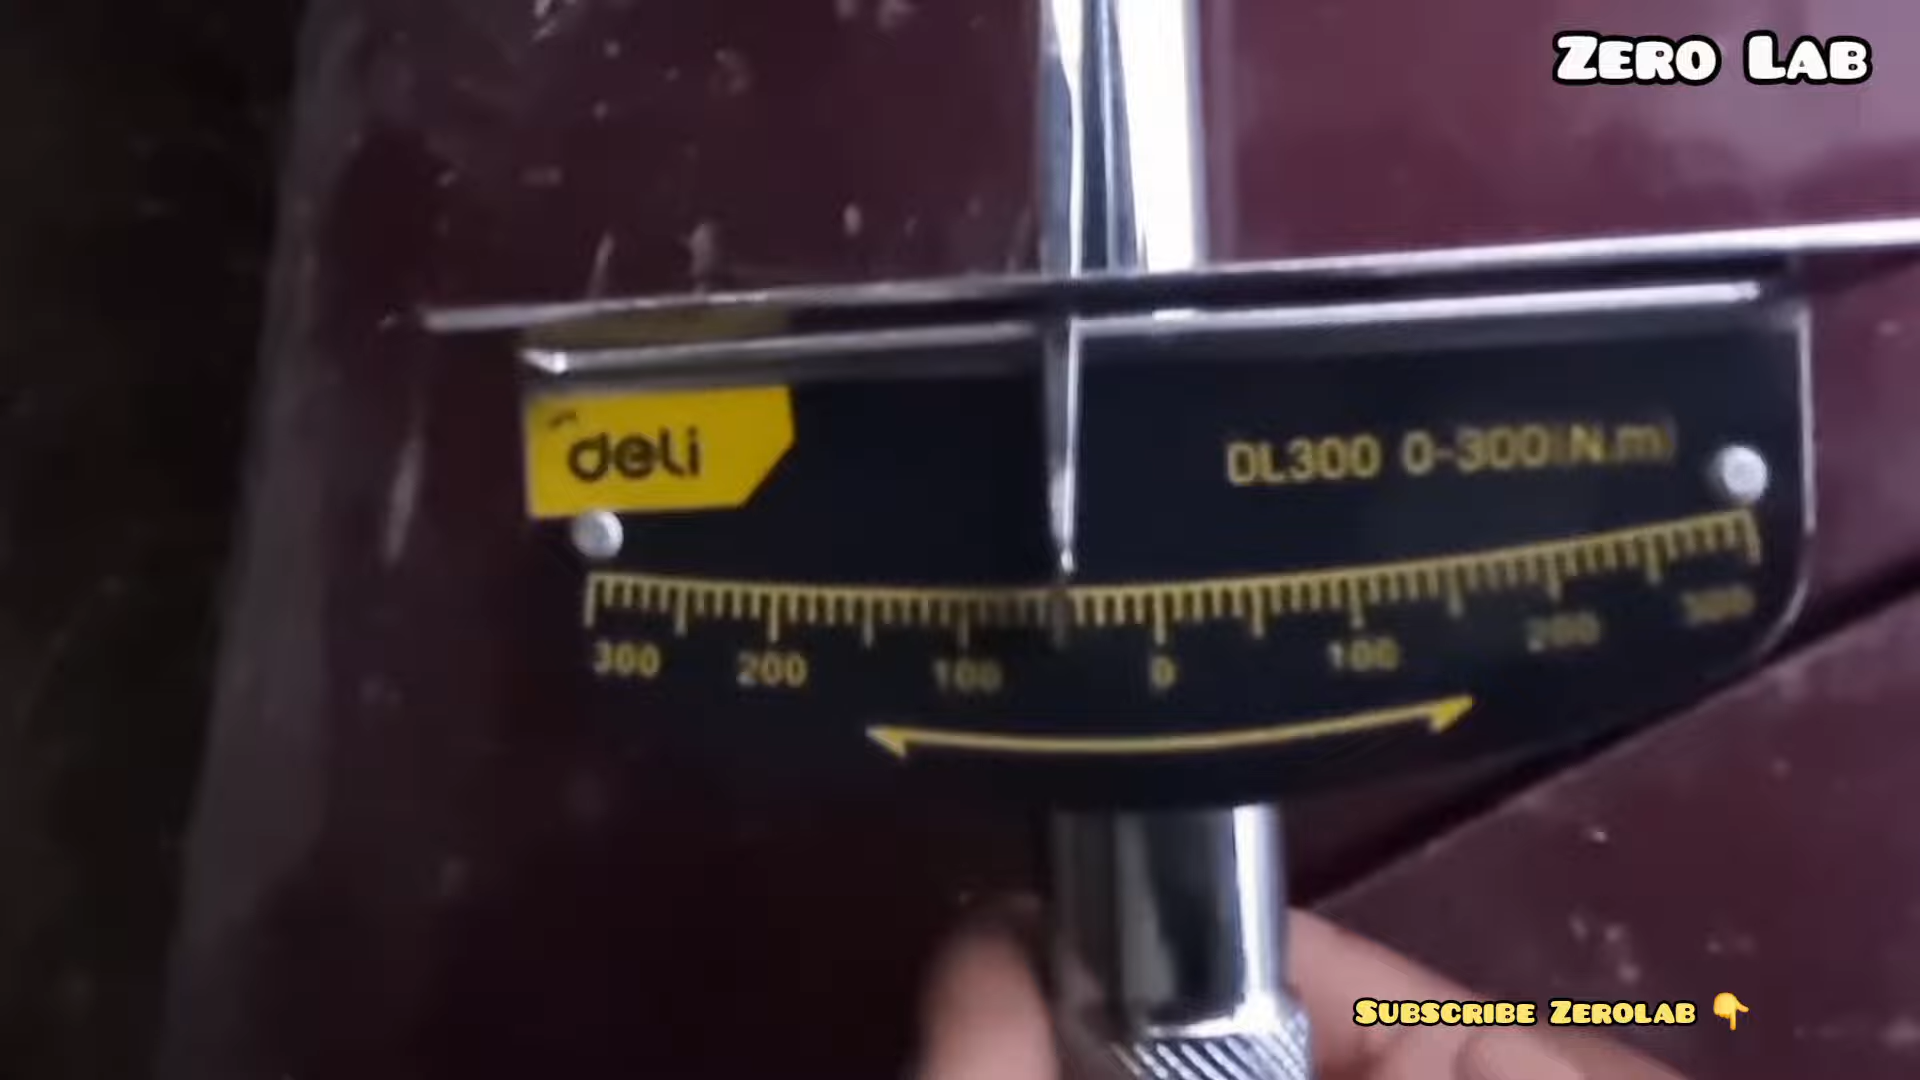 Zero Lab
deli
DL300 0-300(N.m)
300 200 100 0 100 200 300
Subscribe Zerolab 👇